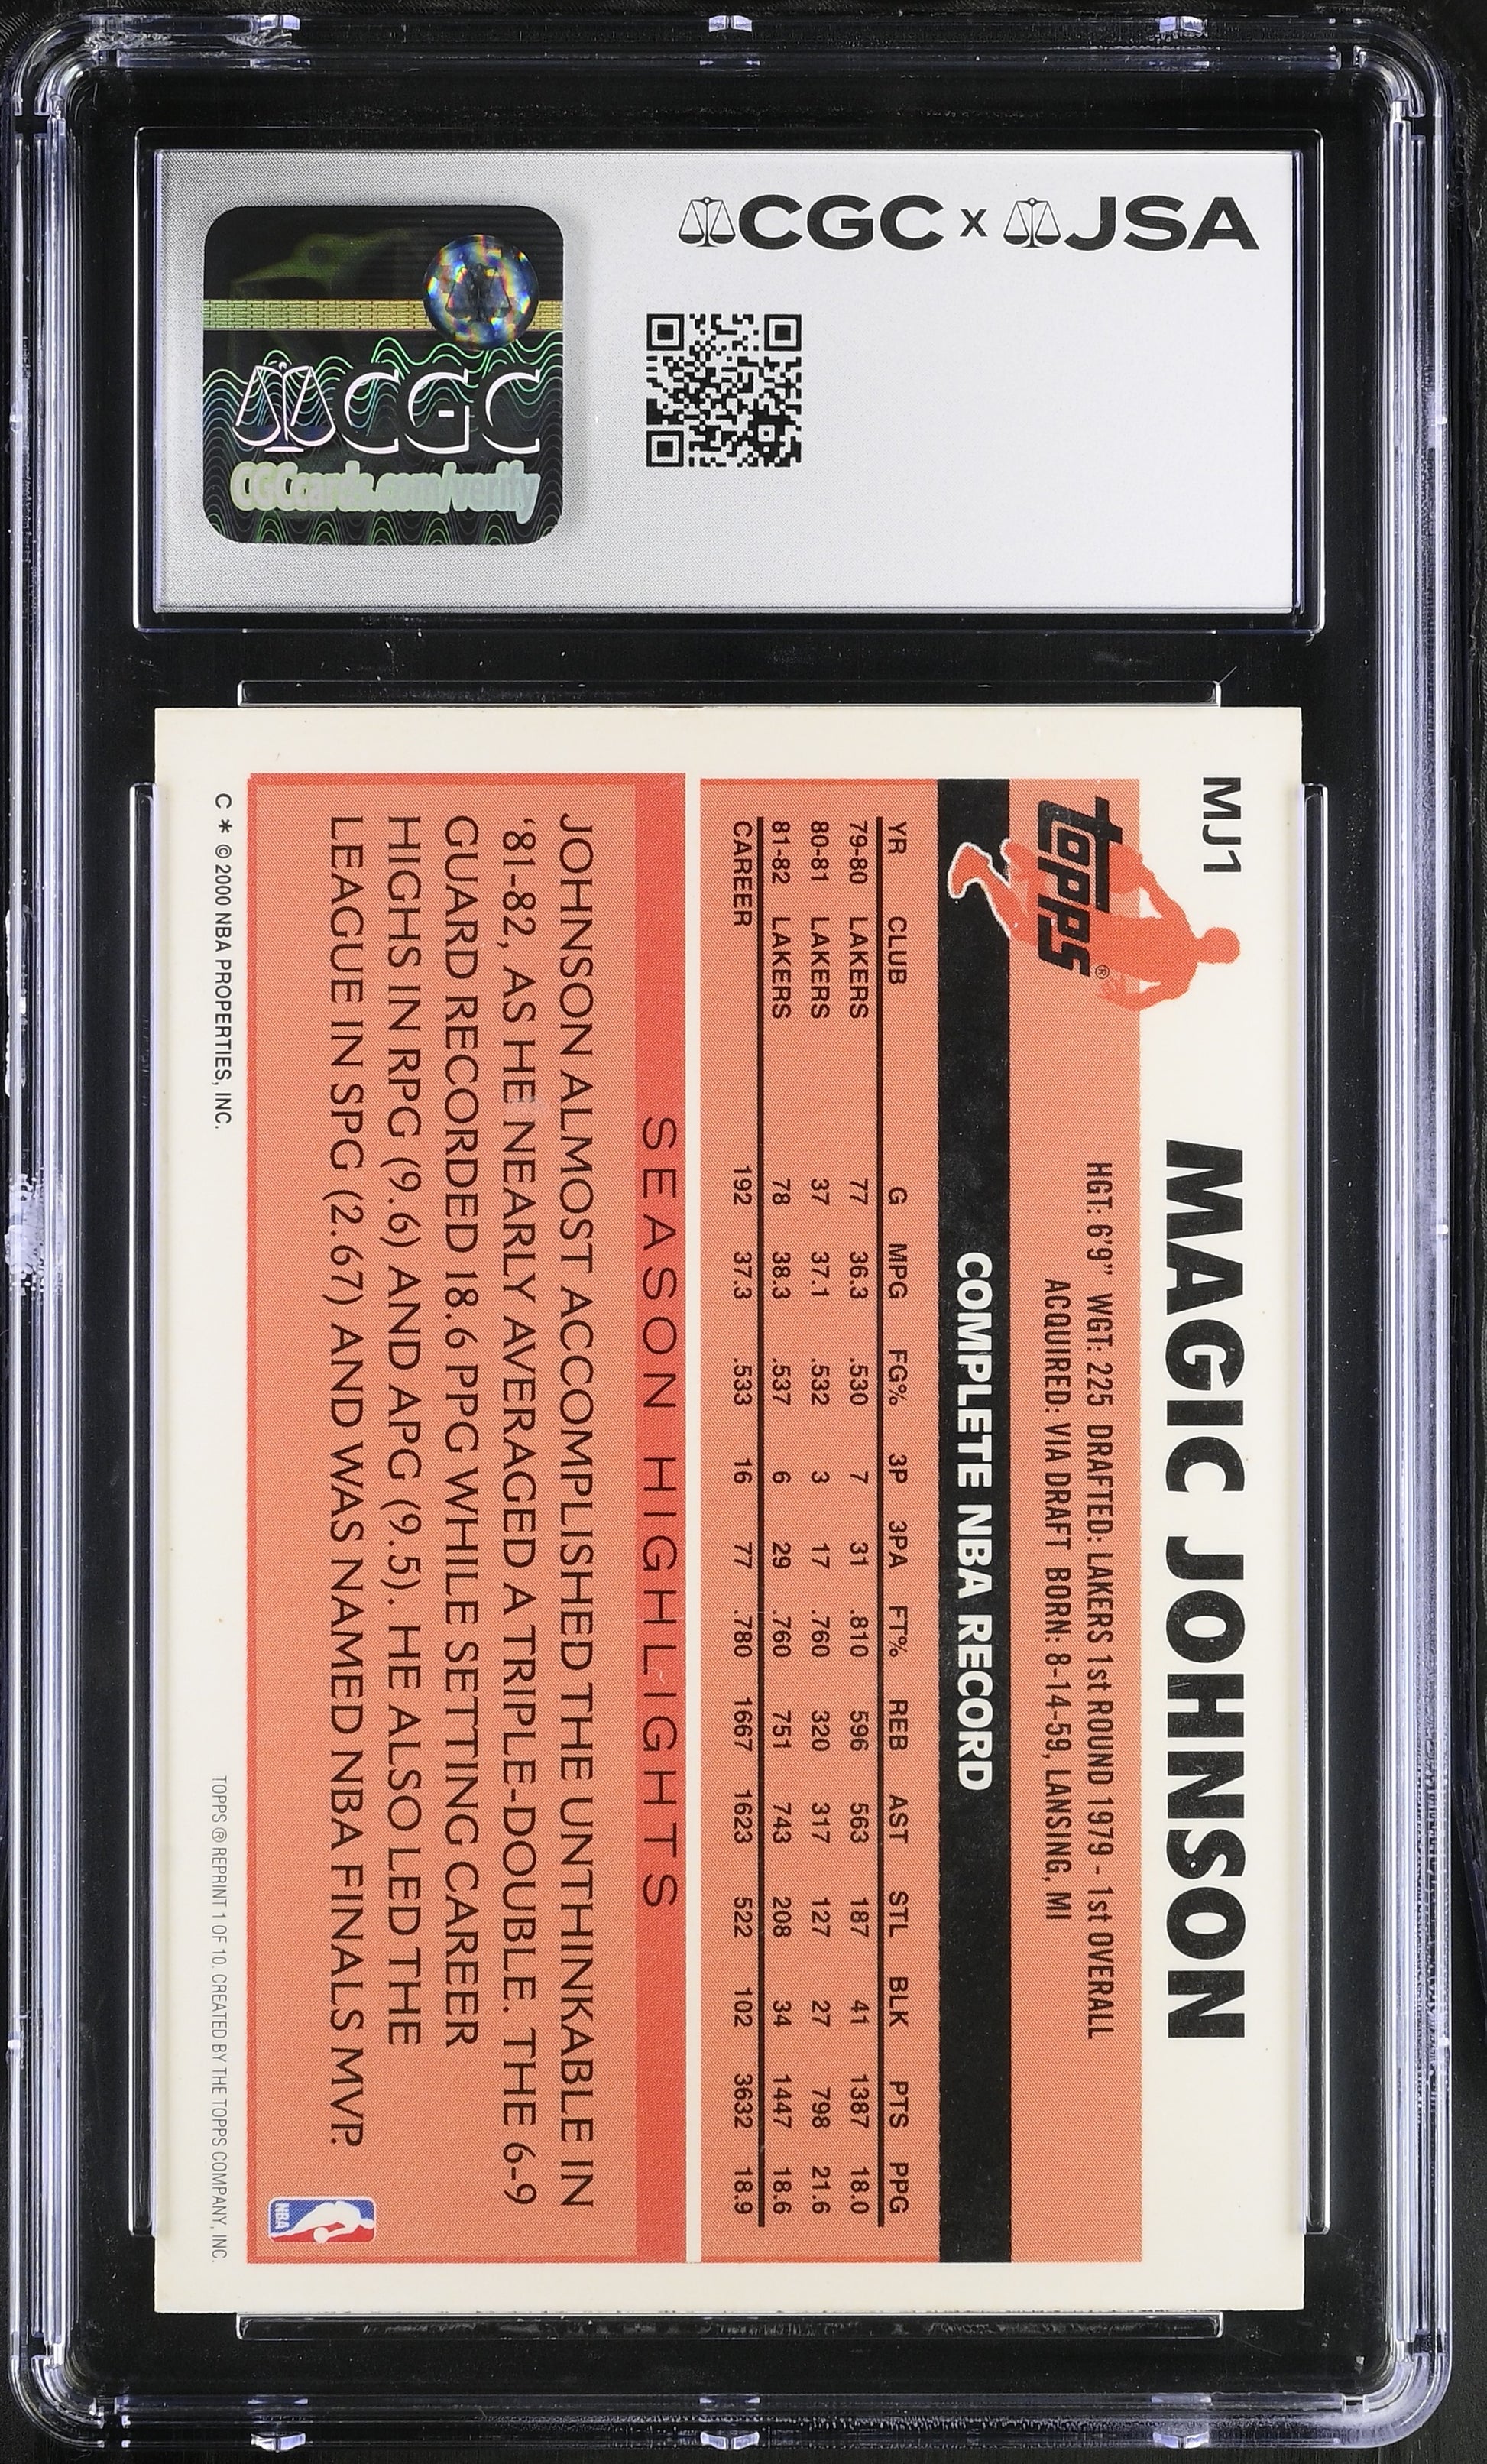 CGC x JSA
CGC
CGCcards.com/verify
MJ1
MAGIC JOHNSON
topps®
HGT: 6'9" WGT: 225 DRAFTED: LAKERS 1st ROUND 1979 - 1st OVERALL
ACQUIRED: VIA DRAFT BORN: 8-14-59, LANSING, MI
COMPLETE NBA RECORD
YR CLUB G MPG FG% 3P 3PA FT% REB AST STL BLK PTS PPG
79-80 LAKERS 77 36.3 .530 7 31 .810 596 563 187 41 1387 18.0
80-81 LAKERS 37 37.1 .532 3 17 .760 320 317 127 27 798 21.6
81-82 LAKERS 78 38.3 .537 6 29 .760 751 743 208 34 1447 18.6
CAREER 192 37.3 .533 16 77 .780 1667 1623 522 102 3632 18.9
SEASON HIGHLIGHTS
JOHNSON ALMOST ACCOMPLISHED THE UNTHINKABLE IN
'81-82, AS HE NEARLY AVERAGED A TRIPLE-DOUBLE. THE 6-9
GUARD RECORDED 18.6 PPG WHILE SETTING CAREER
HIGHS IN RPG (9.6) AND APG (9.5). HE ALSO LED THE
LEAGUE IN SPG (2.67) AND WAS NAMED NBA FINALS MVP.
NBA
C * © 2000 NBA PROPERTIES, INC.
TOPPS ® REPRINT 1 OF 10. CREATED BY THE TOPPS COMPANY, INC.